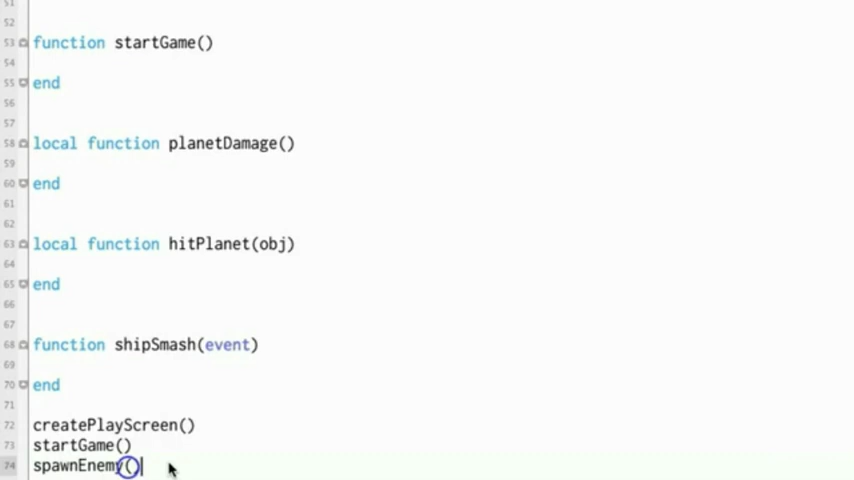 51
52
53 function startGame()
54
55 end
56
57
58 local function planetDamage()
59
60 end
61
62
63 local function hitPlanet(obj)
64
65 end
66
67
68 function shipSmash(event)
69
70 end
71
72 createPlayScreen()
73 startGame()
74 spawnEnemy()